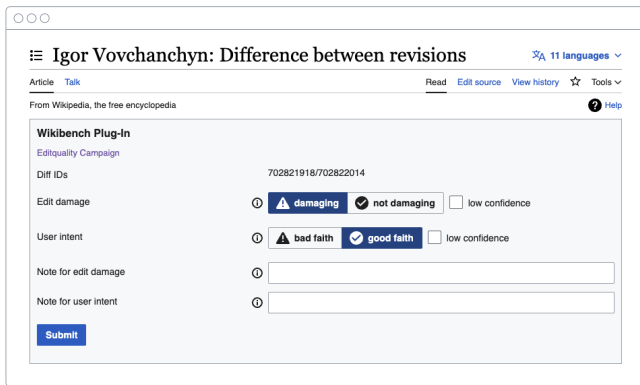 Igor Vovchanchyn: Difference between revisions
11 languages
Article Talk Read Edit source View history Tools
From Wikipedia, the free encyclopedia Help
Wikibench Plug-In
Editquality Campaign
Diff IDs 702821918/702822014
Edit damage damaging not damaging low confidence
User intent bad faith good faith low confidence
Note for edit damage
Note for user intent
Submit